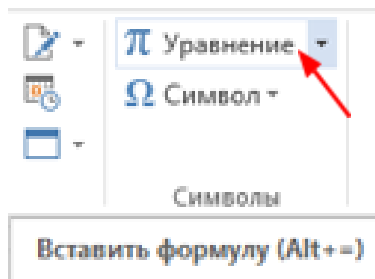 π Уравнение
Ω Символ
Символы
Вставить формулу (Alt+=)